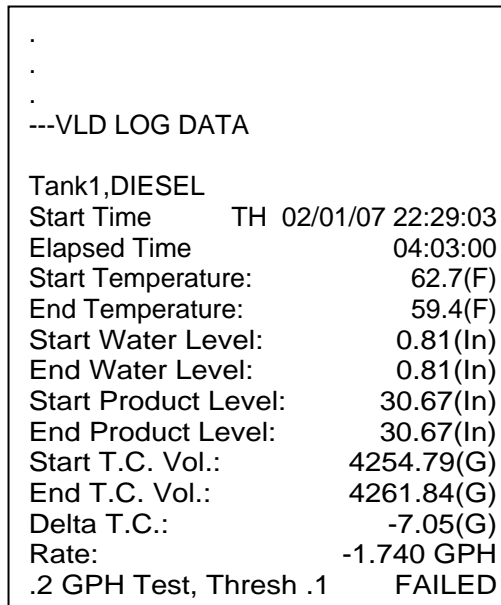 .
.
.
---VLD LOG DATA
Tank1,DIESEL
Start Time TH 02/01/07 22:29:03
Elapsed Time 04:03:00
Start Temperature: 62.7(F)
End Temperature: 59.4(F)
Start Water Level: 0.81(In)
End Water Level: 0.81(In)
Start Product Level: 30.67(In)
End Product Level: 30.67(In)
Start T.C. Vol.: 4254.79(G)
End T.C. Vol.: 4261.84(G)
Delta T.C.: -7.05(G)
Rate: -1.740 GPH
.2 GPH Test, Thresh .1 FAILED